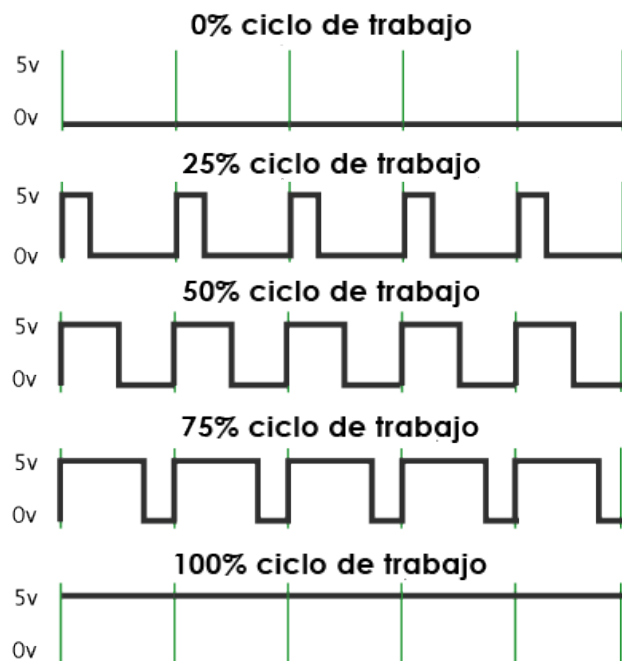 0% ciclo de trabajo
5v
0v
25% ciclo de trabajo
5v
0v
50% ciclo de trabajo
5v
0v
75% ciclo de trabajo
5v
0v
100% ciclo de trabajo
5v
0v